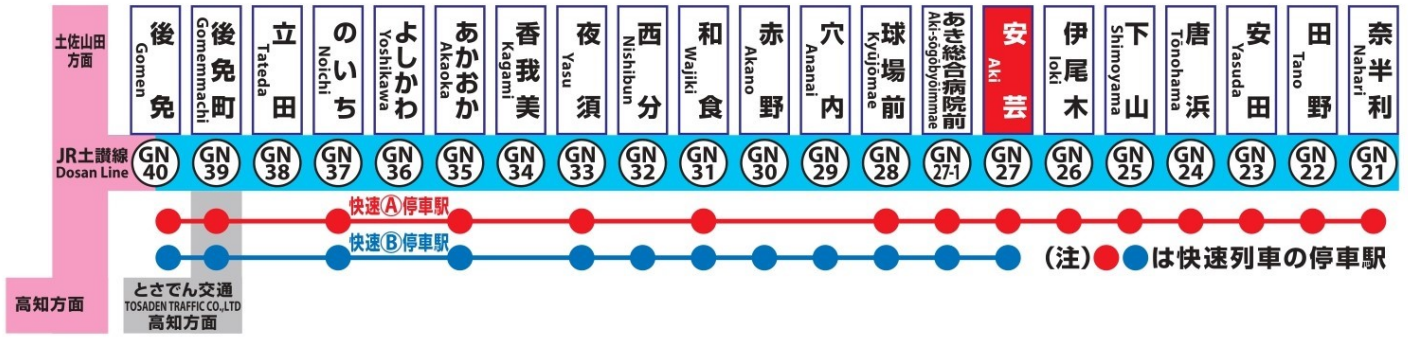 土佐山田
方面
後免
Gomen
後免町
Gomemmachi
立田
Tateda
のいち
Noichi
よしかわ
Yoshikawa
あかおか
Akaoka
香我美
Kagami
夜須
Yasu
西分
Nishibun
和食
Wajiki
赤野
Akano
穴内
Ananai
球場前
Kyūjōmae
あき総合病院前
Aki-sōgōbyōinmae
安芸
Aki
伊尾木
Ioki
下山
Shimoyama
唐浜
Tōnohama
安田
Yasuda
田野
Tano
奈半利
Nahari
JR土讃線
Dosan Line
GN
40
GN
39
GN
38
GN
37
GN
36
GN
35
GN
34
GN
33
GN
32
GN
31
GN
30
GN
29
GN
28
GN
27-1
GN
27
GN
26
GN
25
GN
24
GN
23
GN
22
GN
21
快速Ⓐ停車駅
快速Ⓑ停車駅
(注)●●は快速列車の停車駅
高知方面
とさでん交通
TOSADEN TRAFFIC CO.,LTD
高知方面